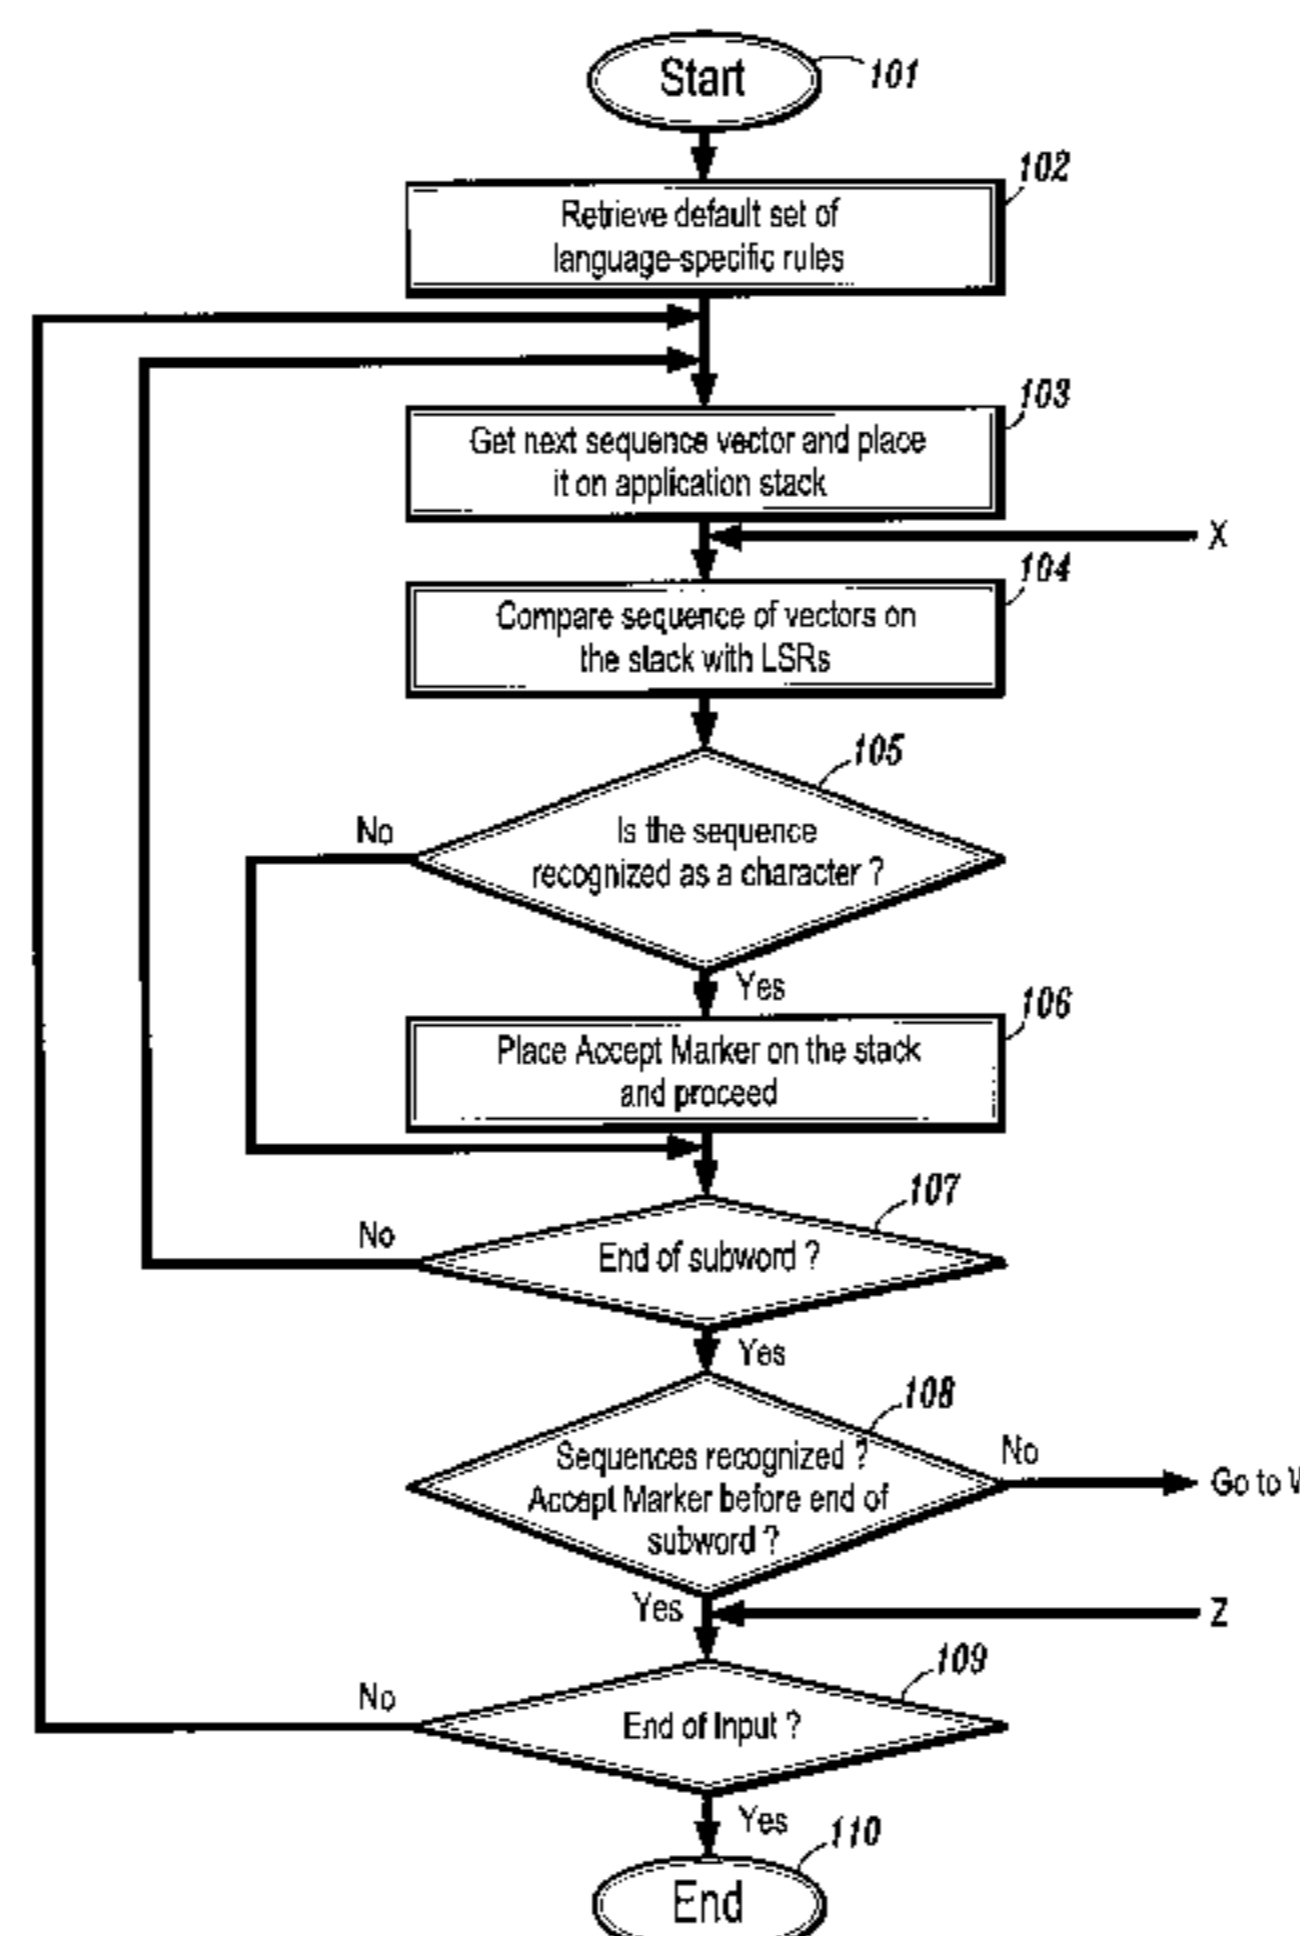 Start
101
102
Retrieve default set of
language-specific rules
103
Get next sequence vector and place
it on application stack
X
104
Compare sequence of vectors on
the stack with LSRs
105
No
Is the sequence
recognized as a character ?
Yes
106
Place Accept Marker on the stack
and proceed
107
No
End of subword ?
Yes
108
Sequences recognized ?
No
Accept Marker before end of
Go to
subword ?
Yes
Z
109
No
End of Input ?
Yes
110
End